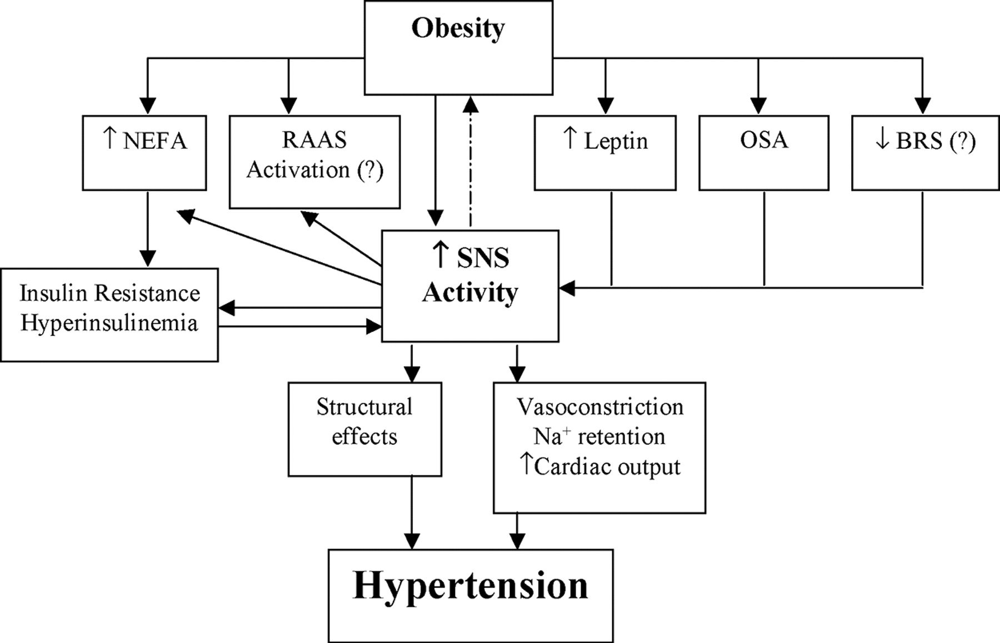 Obesity
↑ NEFA
RAAS
Activation (?)
↑ Leptin
OSA
↓ BRS (?)
↑ SNS
Activity
Insulin Resistance
Hyperinsulinemia
Structural
effects
Vasoconstriction
Na⁺ retention
↑Cardiac output
Hypertension